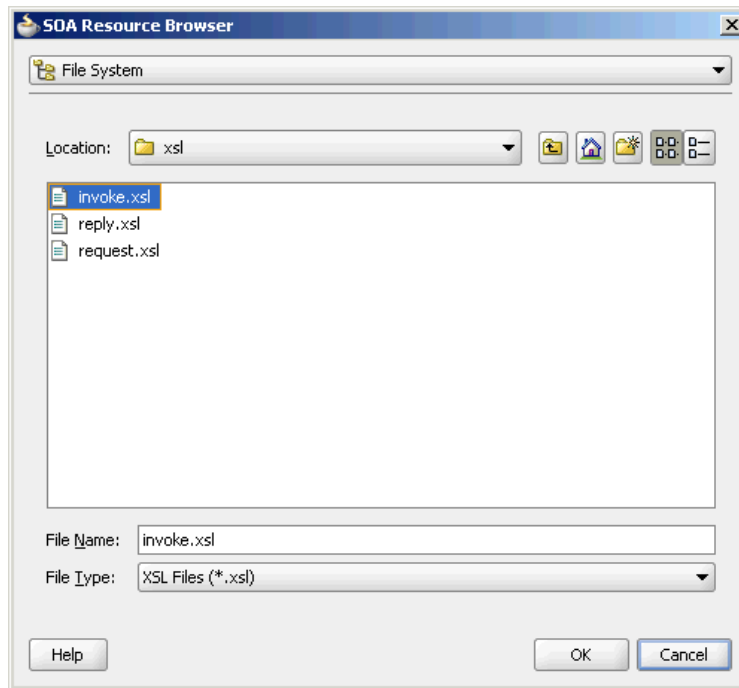 SOA Resource Browser
File System
Location: xsl
invoke.xsl
reply.xsl
request.xsl
File Name: invoke.xsl
File Type: XSL Files (*.xsl)
Help OK Cancel